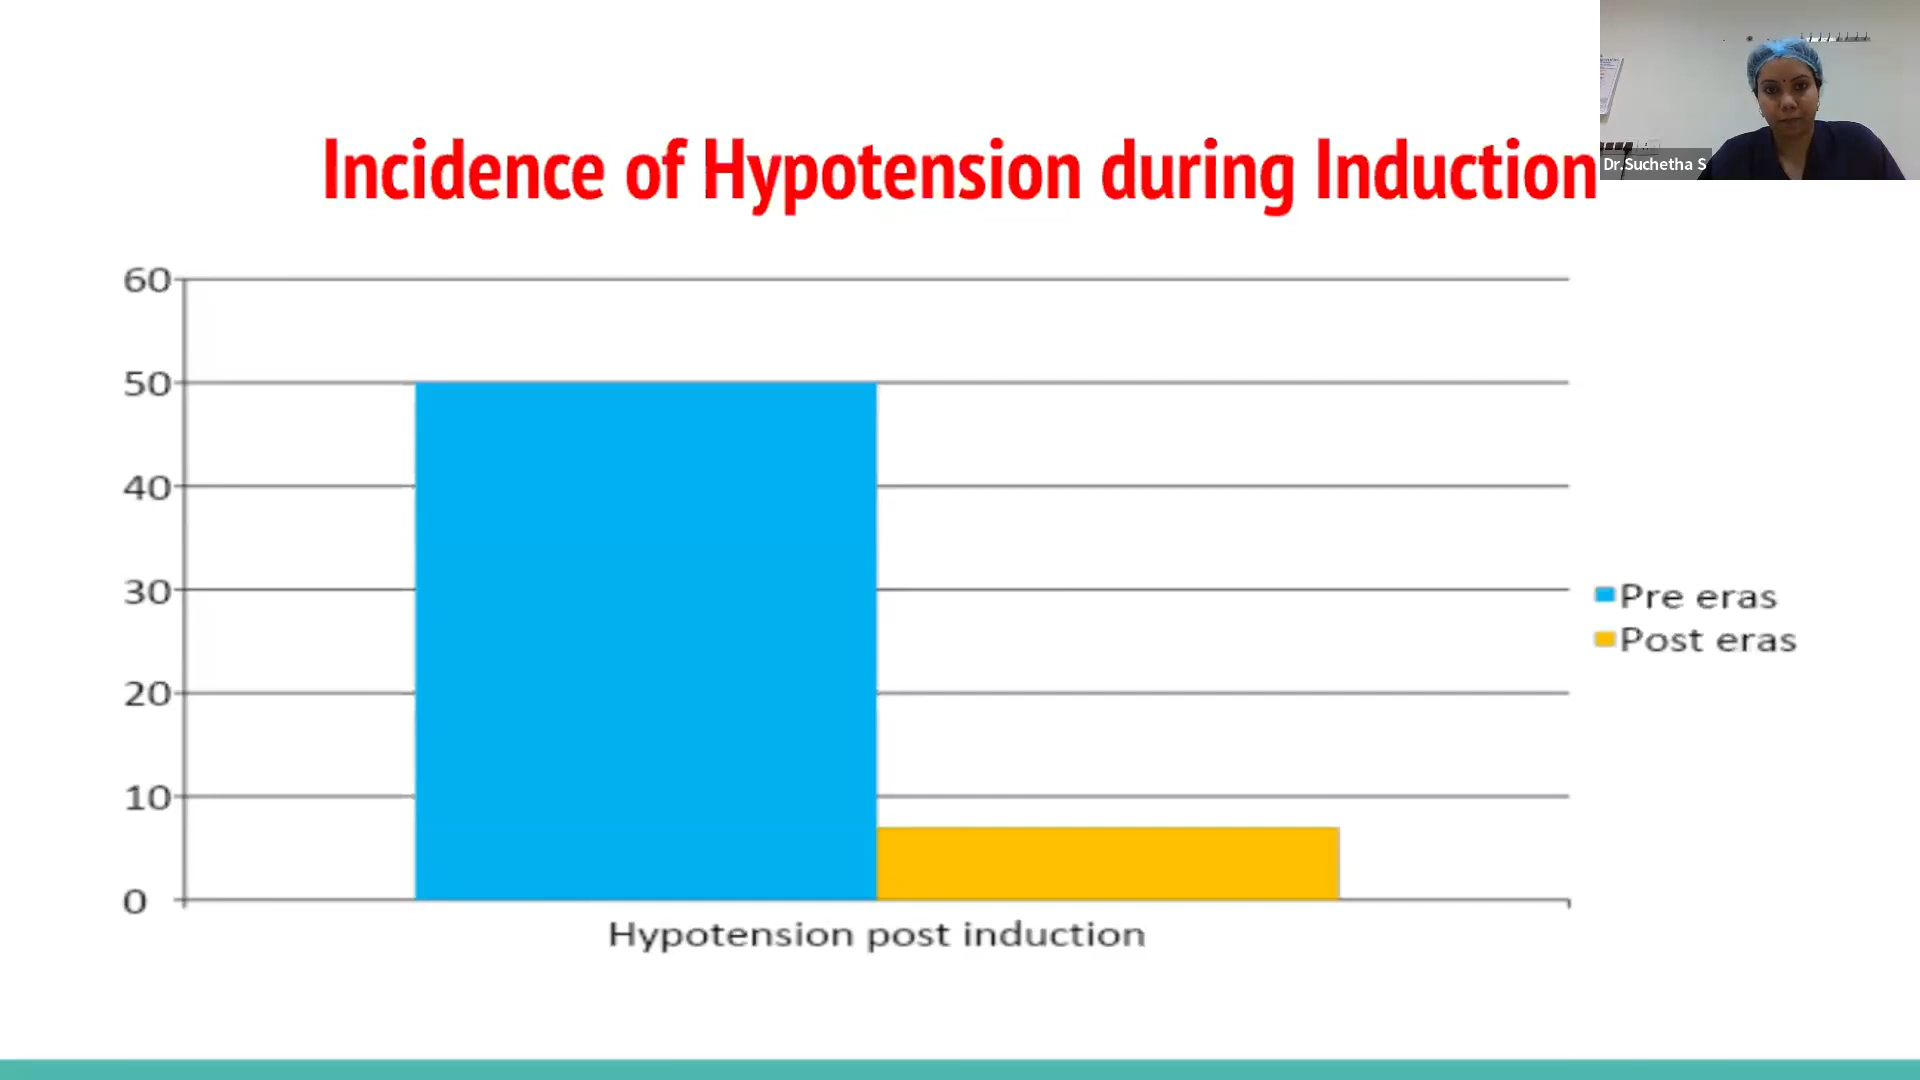 Incidence of Hypotension during Induction
Dr.Suchetha S
60
50
40
30
20
10
0
Pre eras
Post eras
Hypotension post induction